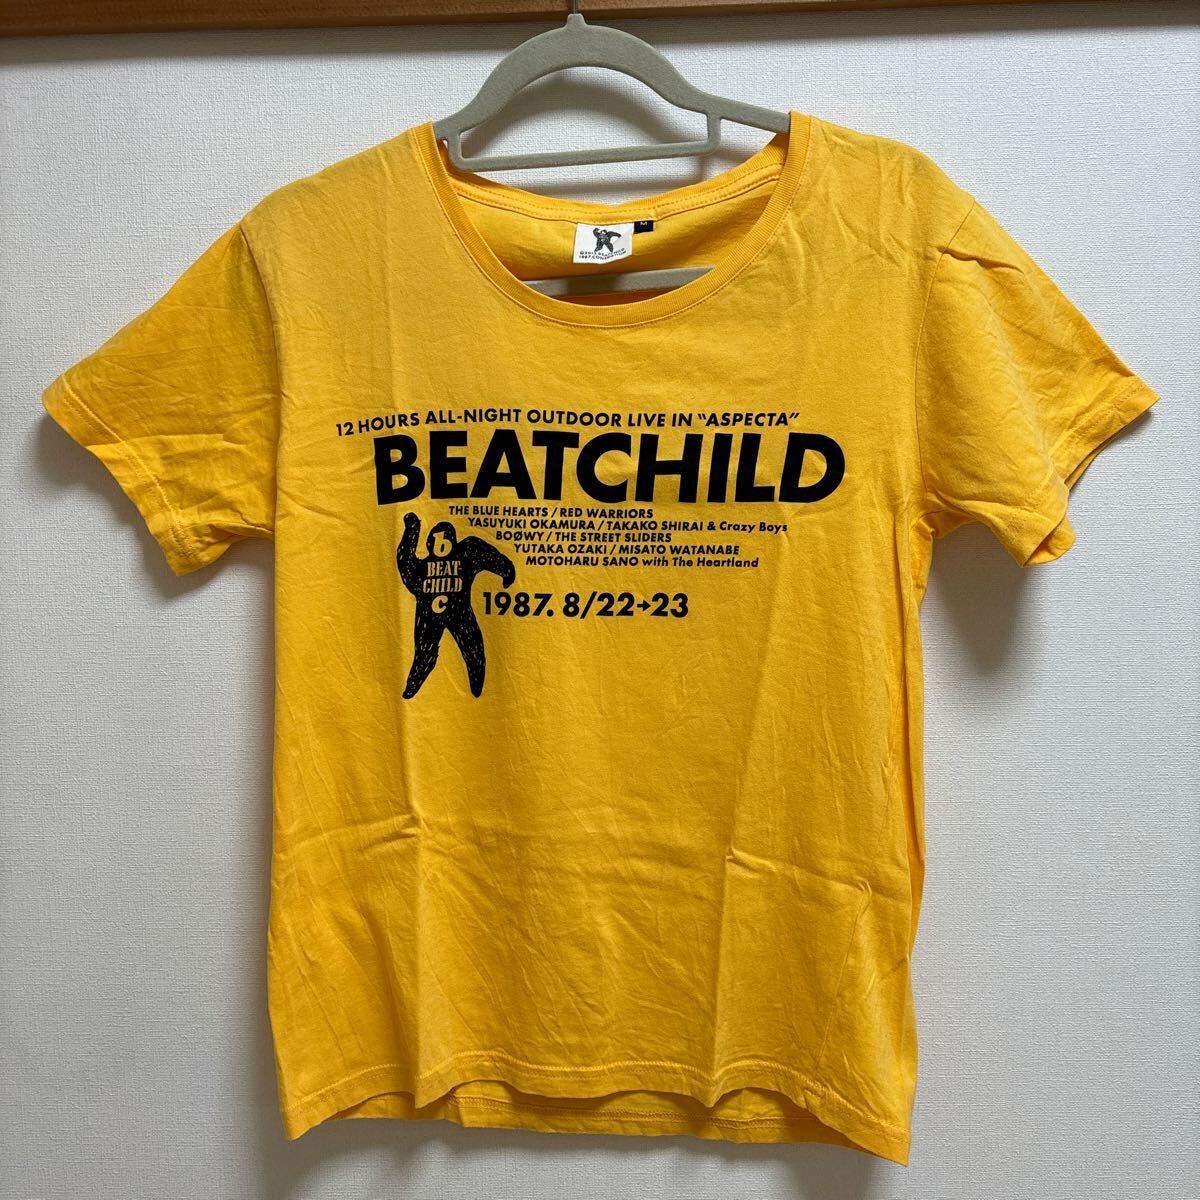 M
©2013 BEATCHILD
12 HOURS ALL-NIGHT OUTDOOR LIVE IN "ASPECTA"
BEATCHILD
THE BLUE HEARTS / RED WARRIORS
YASUYUKI OKAMURA / TAKAKO SHIRAI & Crazy Boys
BOØWY / THE STREET SLIDERS
YUTAKA OZAKI / MISATO WATANABE
MOTOHARU SANO with The Heartland
b
BEAT-
CHILD
c
1987. 8/22→23